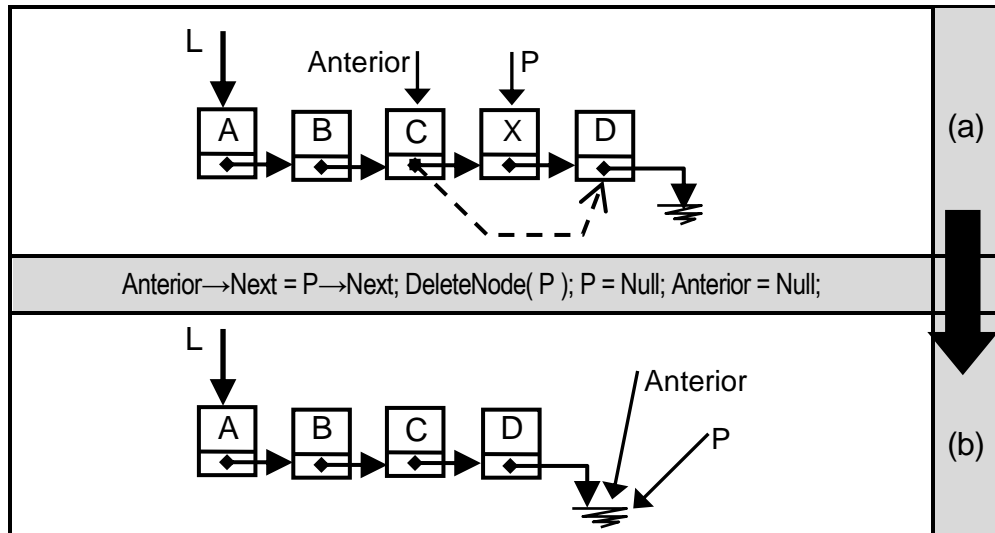 L
Anterior P
A B C X D
(a)
Anterior→Next = P→Next; DeleteNode( P ); P = Null; Anterior = Null;
L
Anterior
P
A B C D
(b)